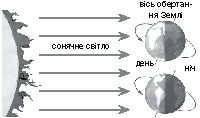 вісь обертан-
ня Землі
сонячне світло
день
ніч